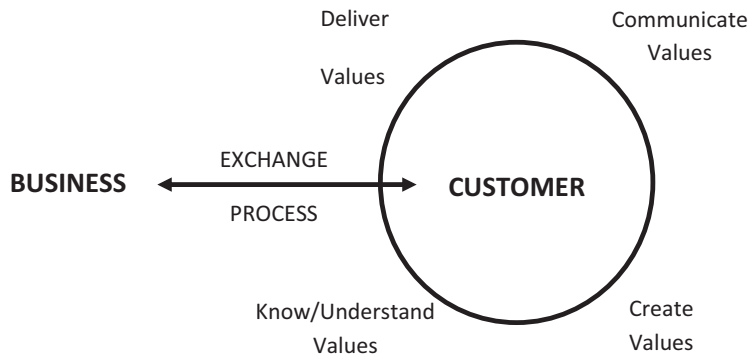 Deliver
Values
Communicate
Values
EXCHANGE
BUSINESS
CUSTOMER
PROCESS
Know/Understand
Values
Create
Values